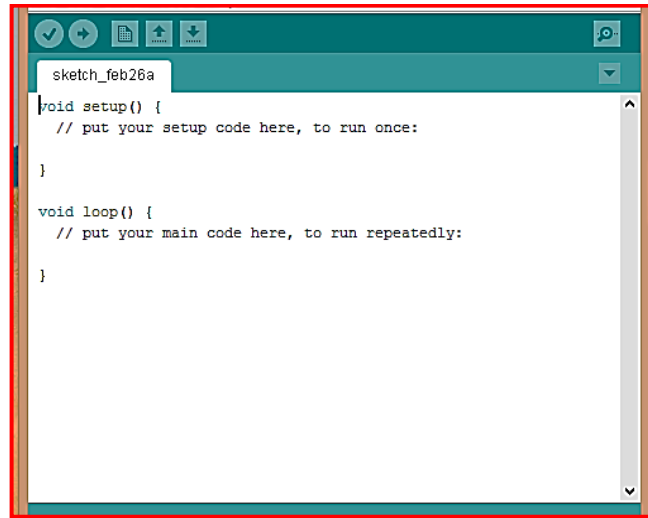 sketch_feb26a
void setup() {
  // put your setup code here, to run once:
}
void loop() {
  // put your main code here, to run repeatedly:
}